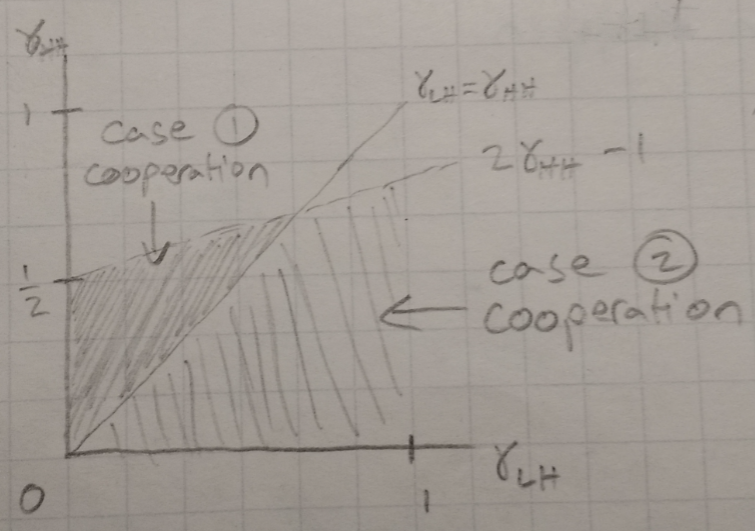 γHH
1
case ①
cooperation
γLH=γHH
2γHH -1
1
2
case ②
cooperation
0
1
γLH